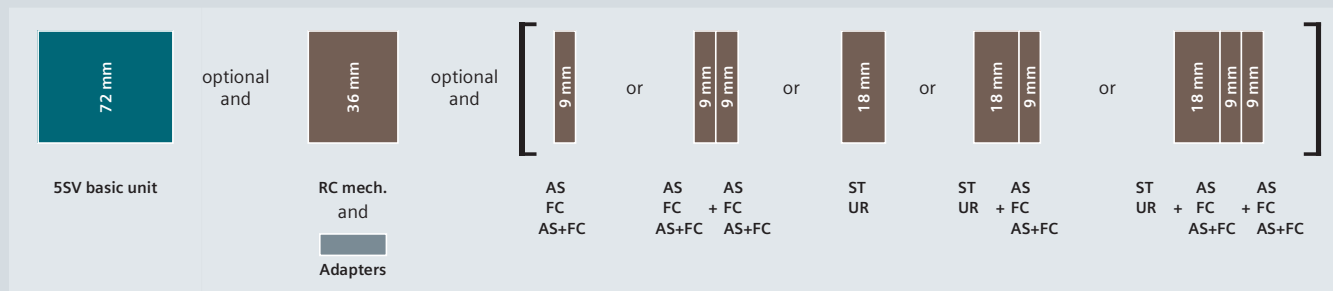 72 mm
optional
and
36 mm
optional
and
9 mm
or
9 mm 9 mm
or
18 mm
or
18 mm 9 mm
or
18 mm 9 mm 9 mm
5SV basic unit
RC mech.
and
Adapters
AS
FC
AS+FC
AS AS
FC + FC
AS+FC AS+FC
ST
UR
ST AS
UR + FC
AS+FC
ST AS AS
UR + FC + FC
AS+FC AS+FC